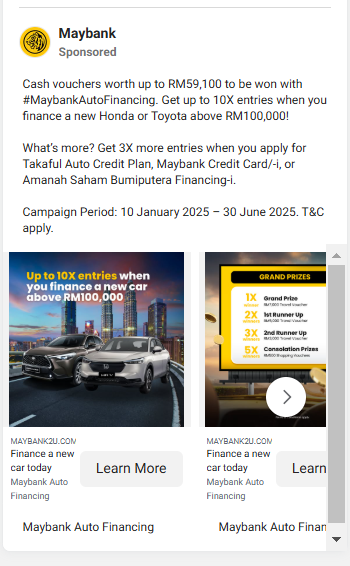 Maybank
Sponsored
Cash vouchers worth up to RM59,100 to be won with
#MaybankAutoFinancing. Get up to 10X entries when you
finance a new Honda or Toyota above RM100,000!
What's more? Get 3X more entries when you apply for
Takaful Auto Credit Plan, Maybank Credit Card/-i, or
Amanah Saham Bumiputera Financing-i.
Campaign Period: 10 January 2025 – 30 June 2025. T&C
apply.
Up to 10X entries when
you finance a new car
above RM100,000
GRAND PRIZES
1X
Grand Prize
2X
1st Runner Up
3X
2nd Runner Up
5X
Consolation Prizes
MAYBANK2U.COM
Finance a new
car today
Maybank Auto
Financing
Learn More
MAYBANK2U.COM
Finance a new
car today
Maybank Auto
Financing
Learn
Maybank Auto Financing
Maybank Auto Finan